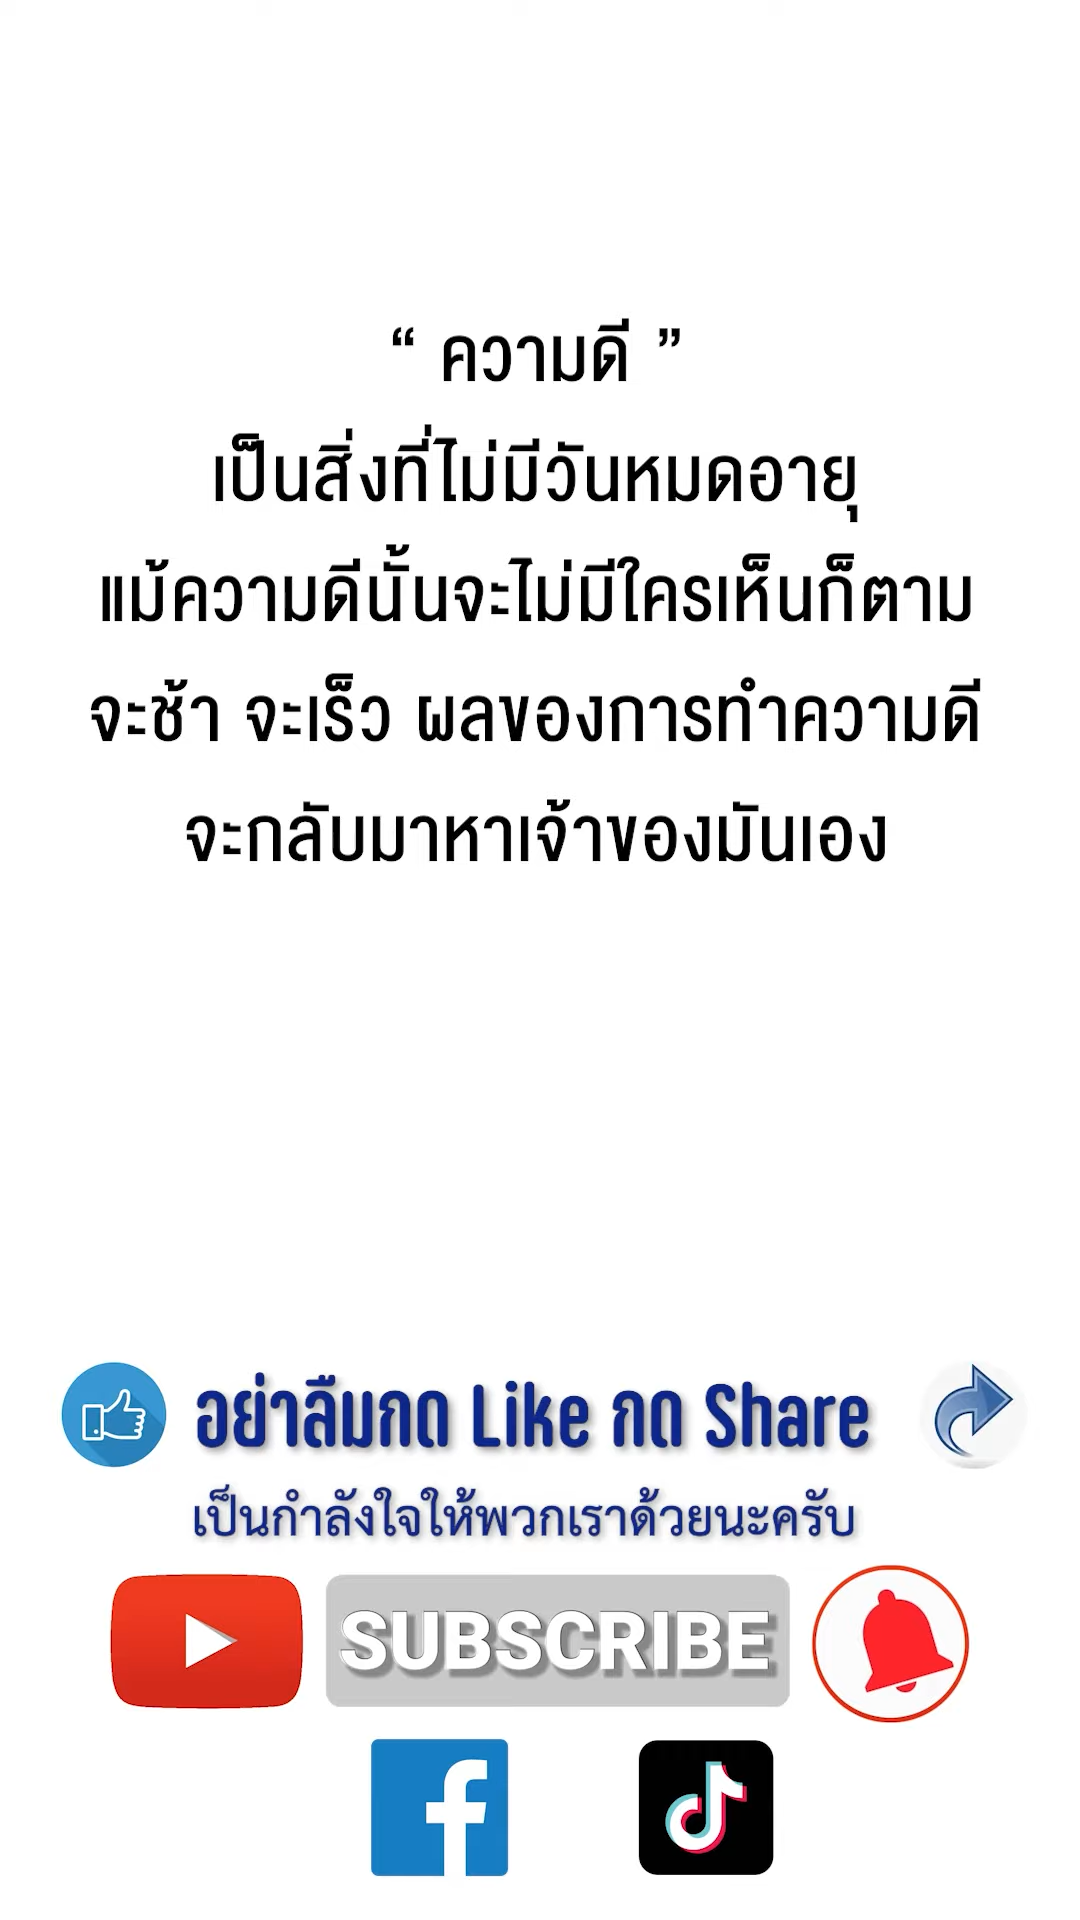 “ ความดี ”
เป็นสิ่งที่ไม่มีวันหมดอายุ
แม้ความดีนั้นจะไม่มีใครเห็นก็ตาม
จะช้า จะเร็ว ผลของการทำความดี
จะกลับมาหาเจ้าของมันเอง
อย่าลืมกด Like กด Share
เป็นกำลังใจให้พวกเราด้วยนะครับ
SUBSCRIBE